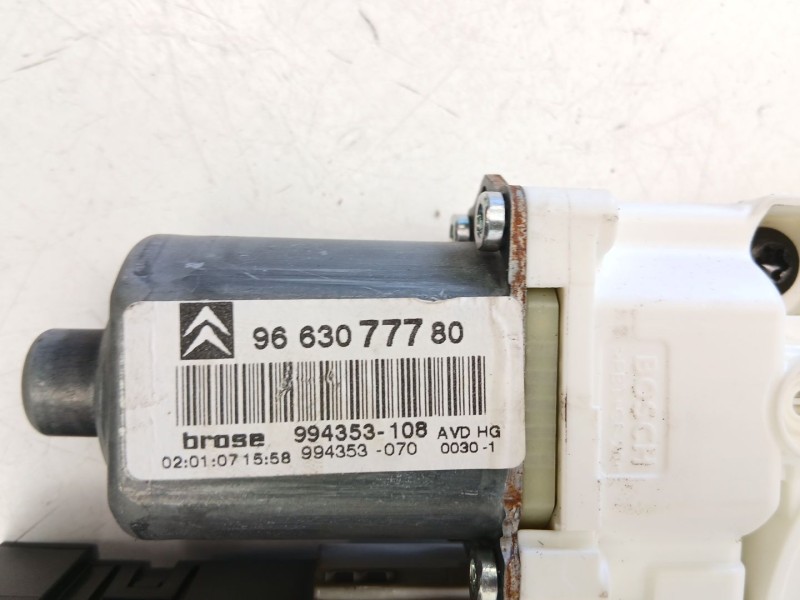 96 630 777 80
brose 994353-108 AVD HG
02:01:07 15:58 994353 -070 0030-1
BOSCH